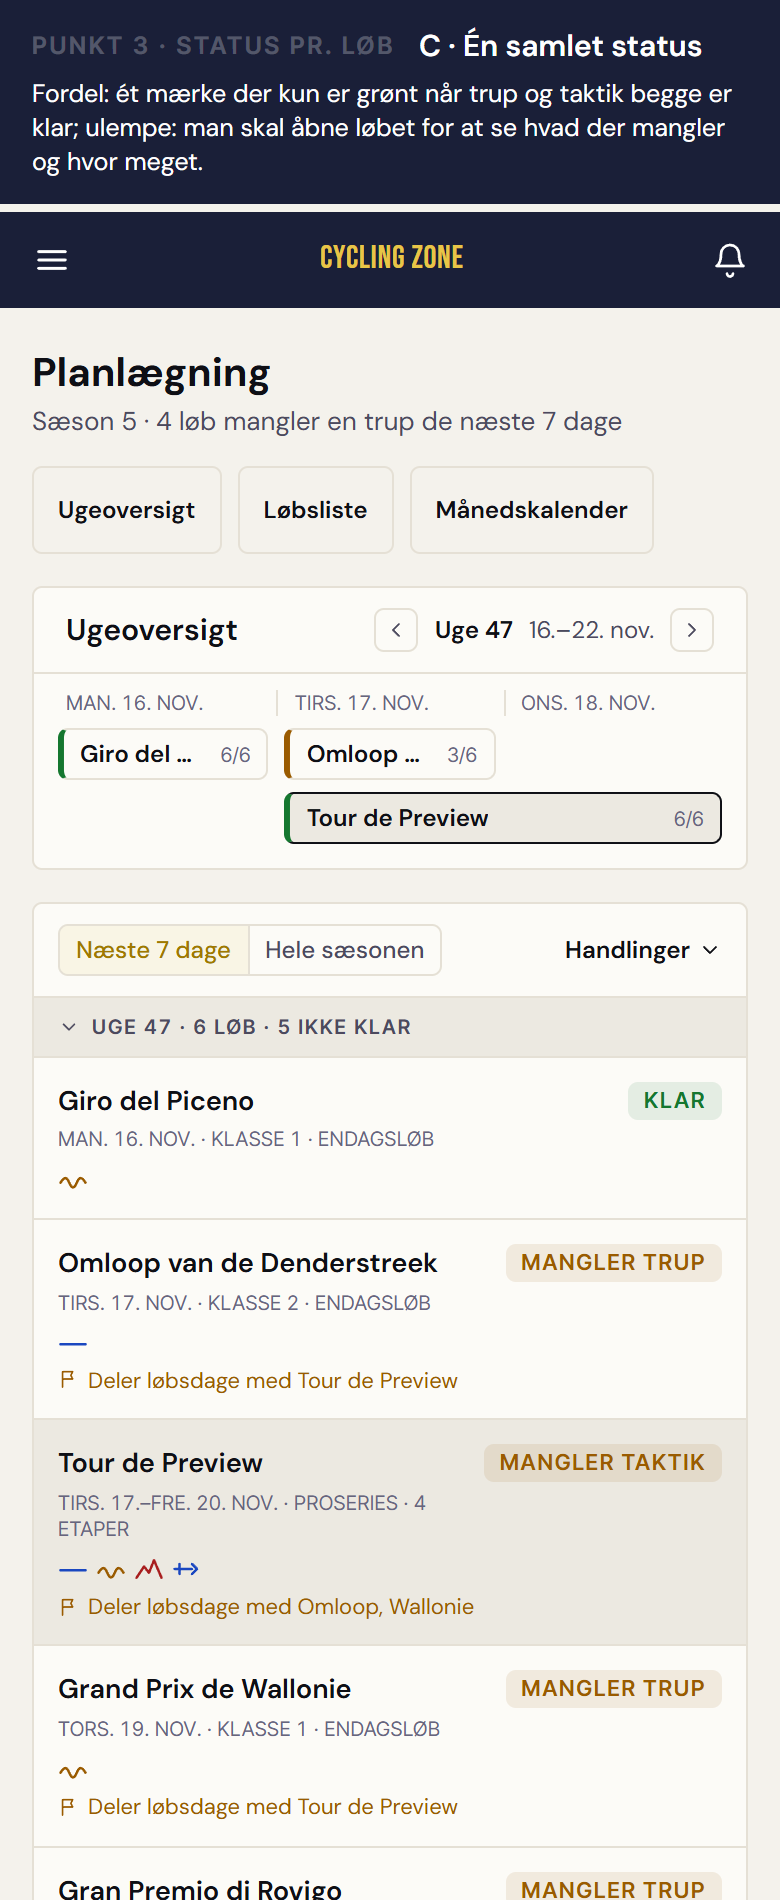 PUNKT 3 · STATUS PR. LØB C · Én samlet status
Fordel: ét mærke der kun er grønt når trup og taktik begge er
klar; ulempe: man skal åbne løbet for at se hvad der mangler
og hvor meget.
CYCLING ZONE
Planlægning
Sæson 5 · 4 løb mangler en trup de næste 7 dage
Ugeoversigt Løbsliste Månedskalender
Ugeoversigt Uge 47 16.–22. nov.
MAN. 16. NOV. TIRS. 17. NOV. ONS. 18. NOV.
Giro del ... 6/6 Omloop ... 3/6
Tour de Preview 6/6
Næste 7 dage Hele sæsonen Handlinger
UGE 47 · 6 LØB · 5 IKKE KLAR
Giro del Piceno KLAR
MAN. 16. NOV. · KLASSE 1 · ENDAGSLØB
Omloop van de Denderstreek MANGLER TRUP
TIRS. 17. NOV. · KLASSE 2 · ENDAGSLØB
Deler løbsdage med Tour de Preview
Tour de Preview MANGLER TAKTIK
TIRS. 17.–FRE. 20. NOV. · PROSERIES · 4
ETAPER
Deler løbsdage med Omloop, Wallonie
Grand Prix de Wallonie MANGLER TRUP
TORS. 19. NOV. · KLASSE 1 · ENDAGSLØB
Deler løbsdage med Tour de Preview
Gran Premio di Rovigo MANGLER TRUP